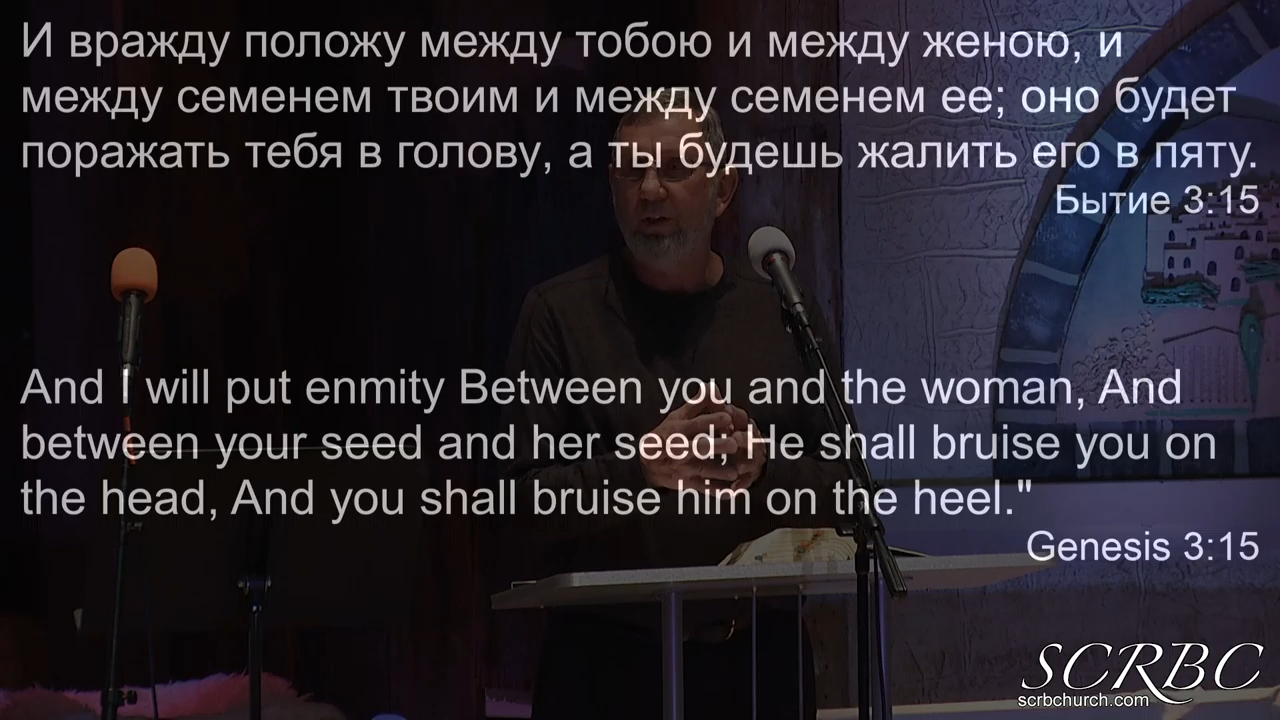 И вражду положу между тобою и между женою, и
между семенем твоим и между семенем ее; оно будет
поражать тебя в голову, а ты будешь жалить его в пяту.
Бытие 3:15
And I will put enmity Between you and the woman, And
between your seed and her seed; He shall bruise you on
the head, And you shall bruise him on the heel."
Genesis 3:15
SCRBC
scrbchurch.com